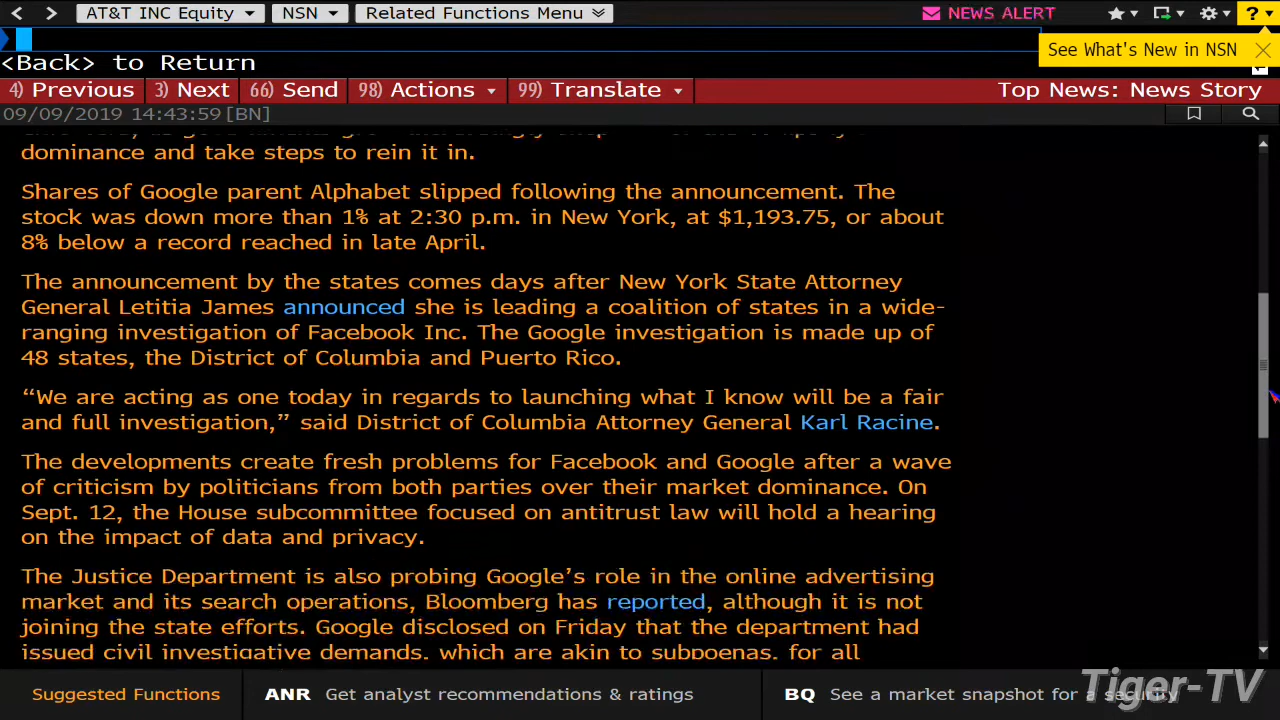 AT&T INC Equity
NSN
Related Functions Menu
NEWS ALERT
?
See What's New in NSN
<Back> to Return
4) Previous
3) Next
66) Send
98) Actions
99) Translate
Top News: News Story
09/09/2019 14:43:59 [BN]
dominance and take steps to rein it in.
Shares of Google parent Alphabet slipped following the announcement. The
stock was down more than 1% at 2:30 p.m. in New York, at $1,193.75, or about
8% below a record reached in late April.
The announcement by the states comes days after New York State Attorney
General Letitia James announced she is leading a coalition of states in a wide-
ranging investigation of Facebook Inc. The Google investigation is made up of
48 states, the District of Columbia and Puerto Rico.
“We are acting as one today in regards to launching what I know will be a fair
and full investigation,” said District of Columbia Attorney General Karl Racine.
The developments create fresh problems for Facebook and Google after a wave
of criticism by politicians from both parties over their market dominance. On
Sept. 12, the House subcommittee focused on antitrust law will hold a hearing
on the impact of data and privacy.
The Justice Department is also probing Google’s role in the online advertising
market and its search operations, Bloomberg has reported, although it is not
joining the state efforts. Google disclosed on Friday that the department had
issued civil investigative demands, which are akin to subpoenas, for all
Suggested Functions
ANR Get analyst recommendations & ratings
BQ See a market snapshot for a security
Tiger-TV